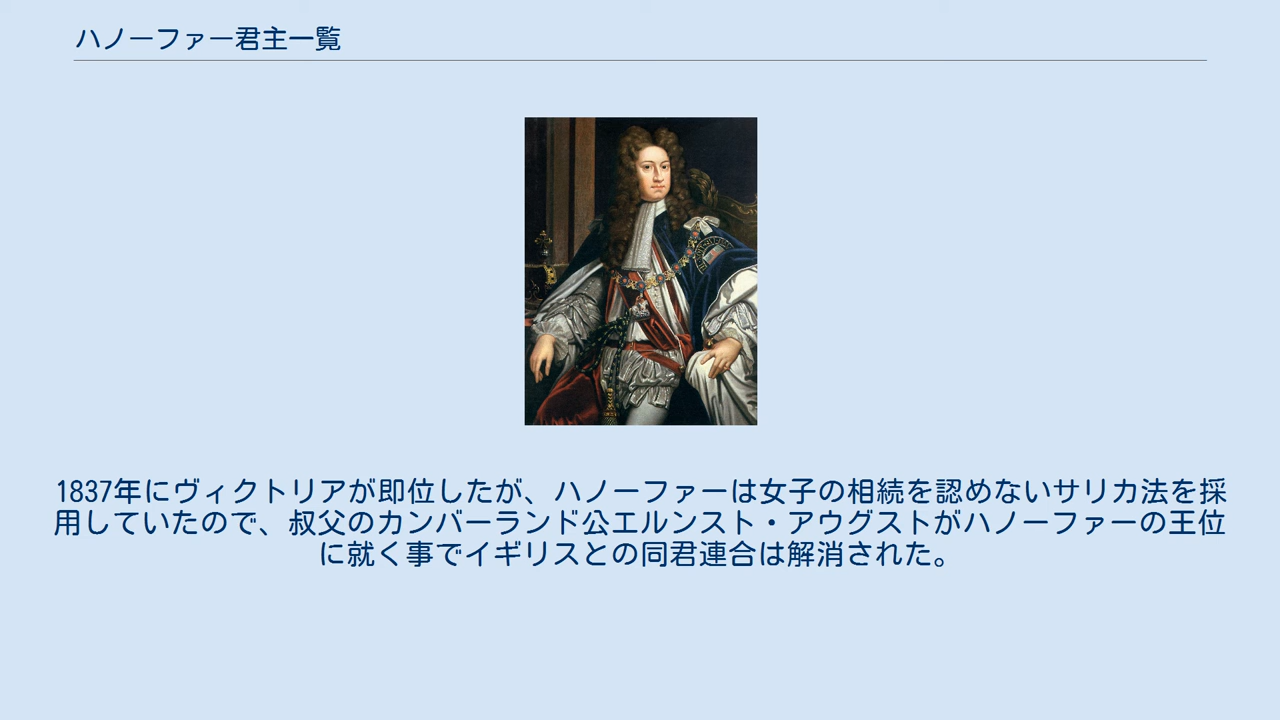 ハノーファー君主一覧
1837年にヴィクトリアが即位したが、ハノーファーは女子の相続を認めないサリカ法を採
用していたので、叔父のカンバーランド公エルンスト・アウグストがハノーファーの王位
に就く事でイギリスとの同君連合は解消された。